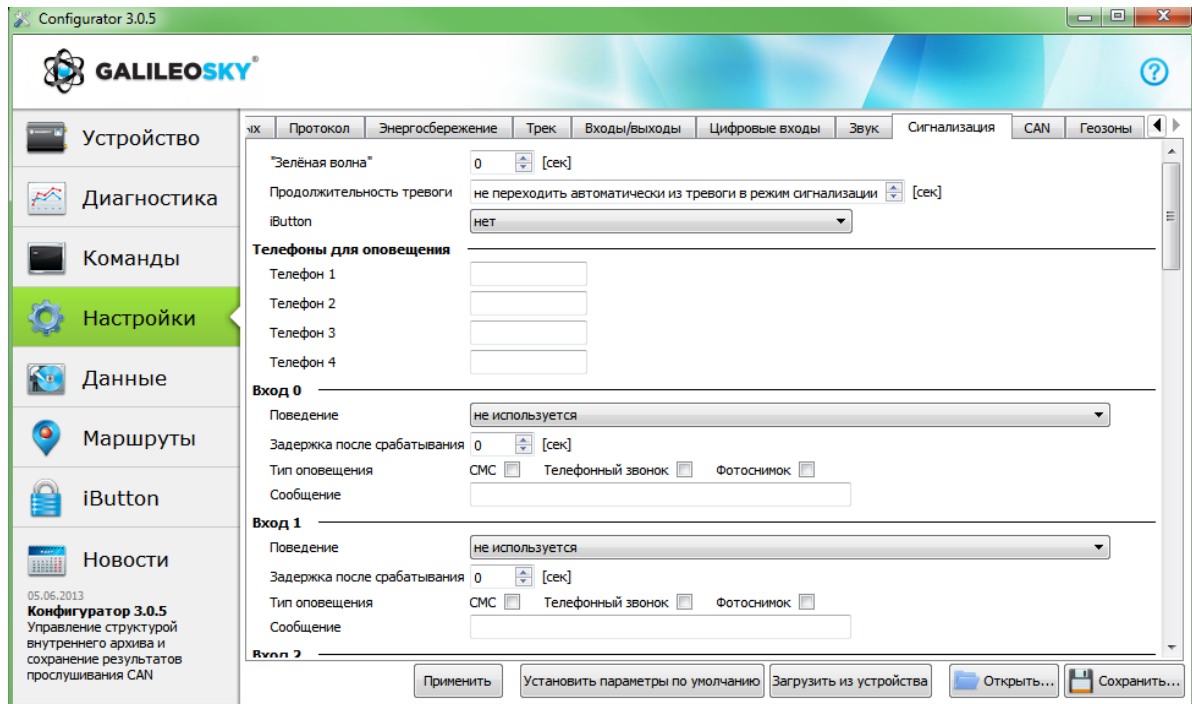 Configurator 3.0.5
GALILEOSKY®
Устройство
Диагностика
Команды
Настройки
Данные
Маршруты
iButton
Новости
05.06.2013
Конфигуратор 3.0.5
Управление структурой
внутреннего архива и
сохранение результатов
прослушивания CAN
ых Протокол Энергосбережение Трек Входы/выходы Цифровые входы Звук Сигнализация CAN Геозоны
"Зелёная волна" 0 [сек]
Продолжительность тревоги не переходить автоматически из тревоги в режим сигнализации [сек]
iButton нет
Телефоны для оповещения
Телефон 1
Телефон 2
Телефон 3
Телефон 4
Вход 0
Поведение не используется
Задержка после срабатывания 0 [сек]
Тип оповещения СМС Телефонный звонок Фотоснимок
Сообщение
Вход 1
Поведение не используется
Задержка после срабатывания 0 [сек]
Тип оповещения СМС Телефонный звонок Фотоснимок
Сообщение
Вход 2
Применить Установить параметры по умолчанию Загрузить из устройства Открыть... Сохранить...